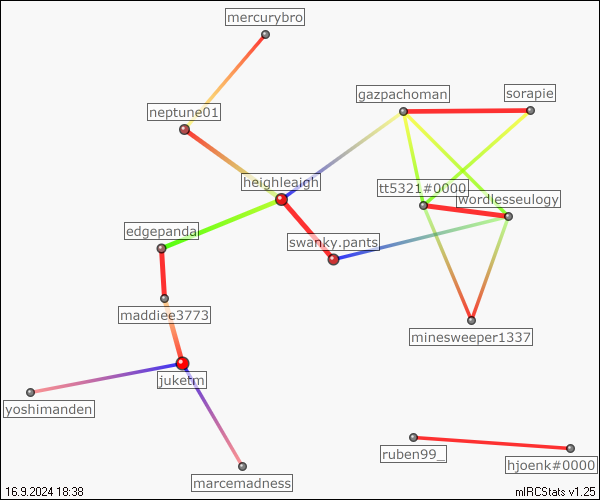 mercurybro
gazpachoman
sorapie
neptune01
heighleaigh
tt5321#0000
wordlesseulogy
edgepanda
swanky.pants
maddiee3773
minesweeper1337
juketm
yoshimanden
ruben99_
hjoenk#0000
marcemadness
16.9.2024 18:38
mIRCStats v1.25